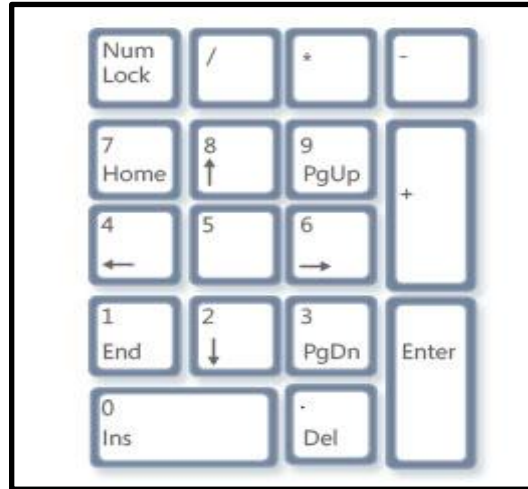 Num
Lock
/
*
-
7
Home
8
↑
9
PgUp
+
4
←
5
6
→
1
End
2
↓
3
PgDn
Enter
0
Ins
.
Del